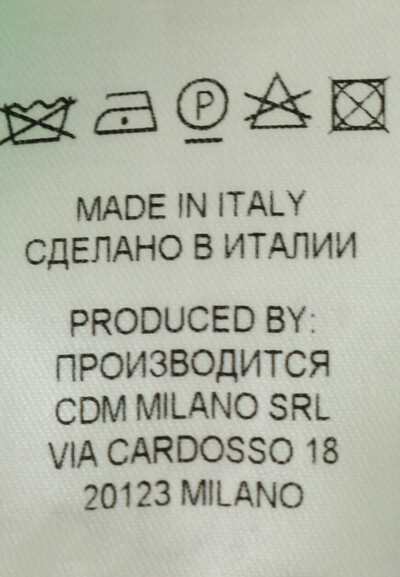 P
MADE IN ITALY
СДЕЛАНО В ИТАЛИИ
PRODUCED BY:
ПРОИЗВОДИТСЯ
CDM MILANO SRL
VIA CARDOSSO 18
20123 MILANO